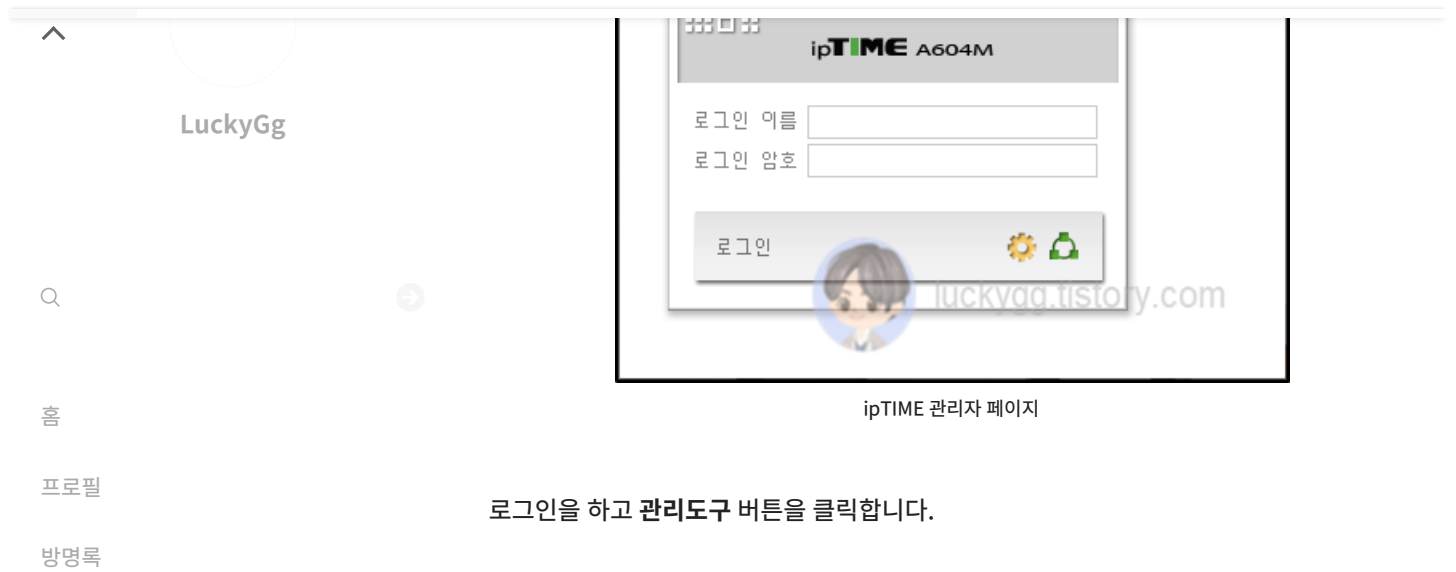 LuckyGg
홈
프로필
방명록
ipTIME A604M
로그인 이름
로그인 암호
로그인
luckygg.tistory.com
ipTIME 관리자 페이지
로그인을 하고 관리도구 버튼을 클릭합니다.